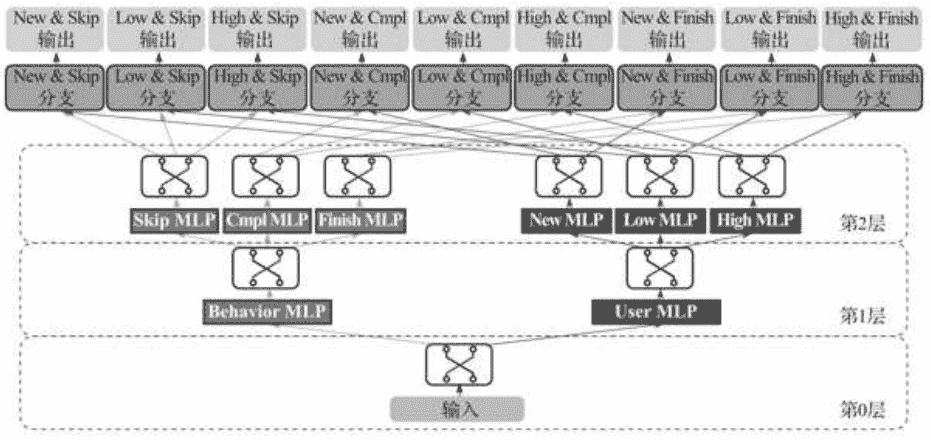 New & Skip Low & Skip High & Skip New & Cmpl Low & Cmpl High & Cmpl New & Finish Low & Finish High & Finish
输出 输出 输出 输出 输出 输出 输出 输出 输出
New & Skip Low & Skip High & Skip New & Cmpl Low & Cmpl High & Cmpl New & Finish Low & Finish High & Finish
分支 分支 分支 分支 分支 分支 分支 分支 分支
Skip MLP Cmpl MLP Finish MLP New MLP Low MLP High MLP
第2层
Behavior MLP User MLP
第1层
输入
第0层